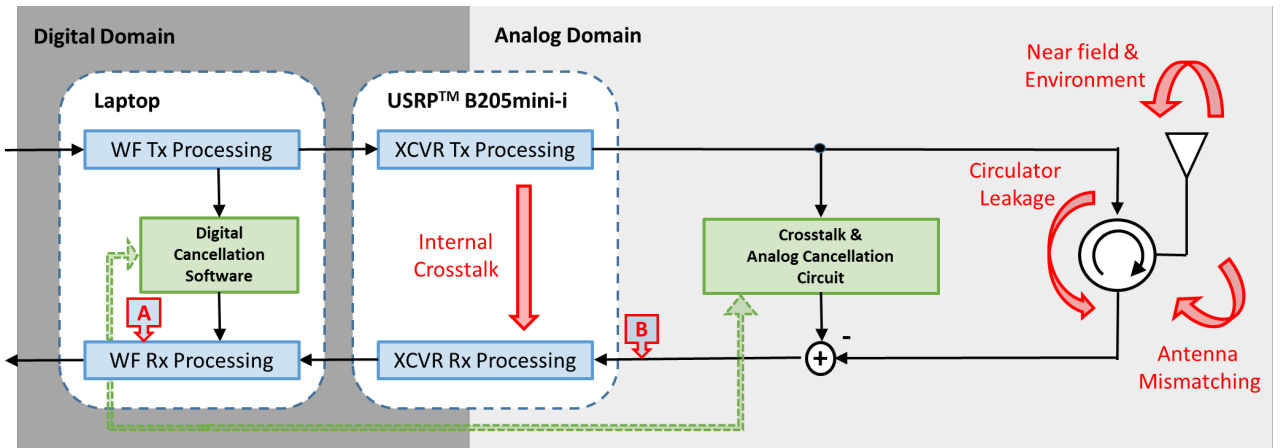 Digital Domain
Analog Domain
Near field &
Environment
Laptop
USRP™ B205mini-i
WF Tx Processing
XCVR Tx Processing
Circulator
Leakage
Digital
Cancellation
Software
Internal
Crosstalk
Crosstalk &
Analog Cancellation
Circuit
A
B
WF Rx Processing
XCVR Rx Processing
+
-
Antenna
Mismatching